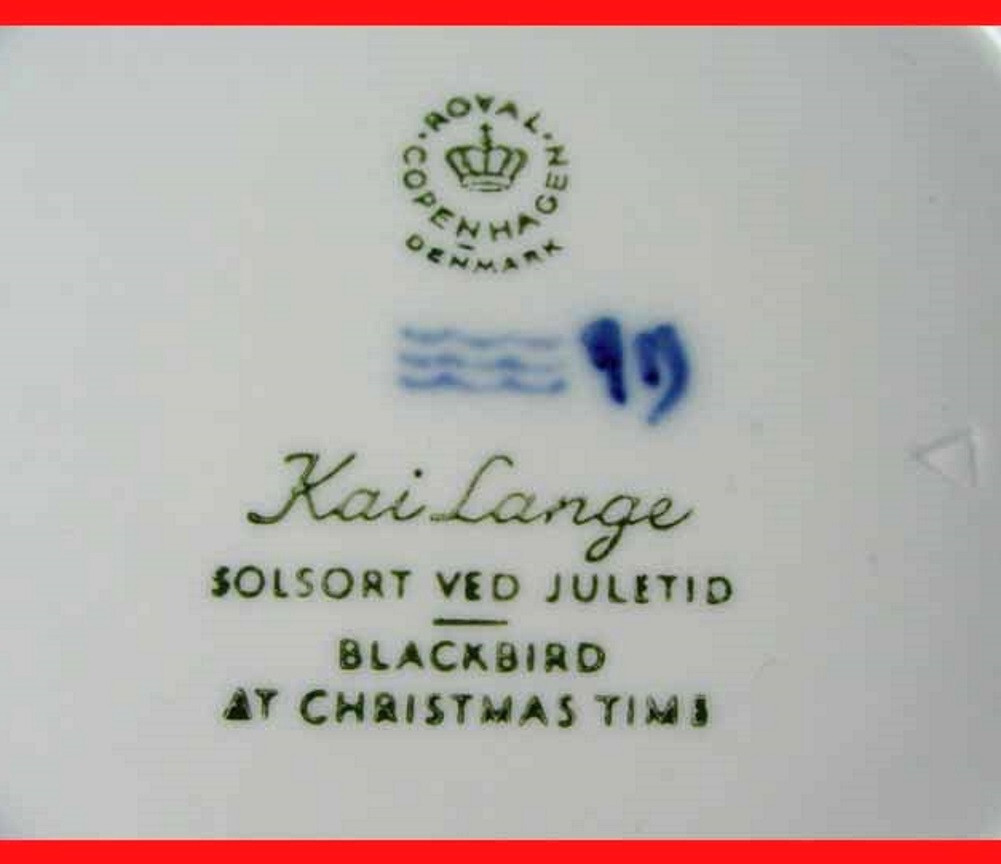 ROYAL
COPENHAGEN
DENMARK
Kai Lange
SOLSORT VED JULETID
BLACKBIRD
AT CHRISTMAS TIME